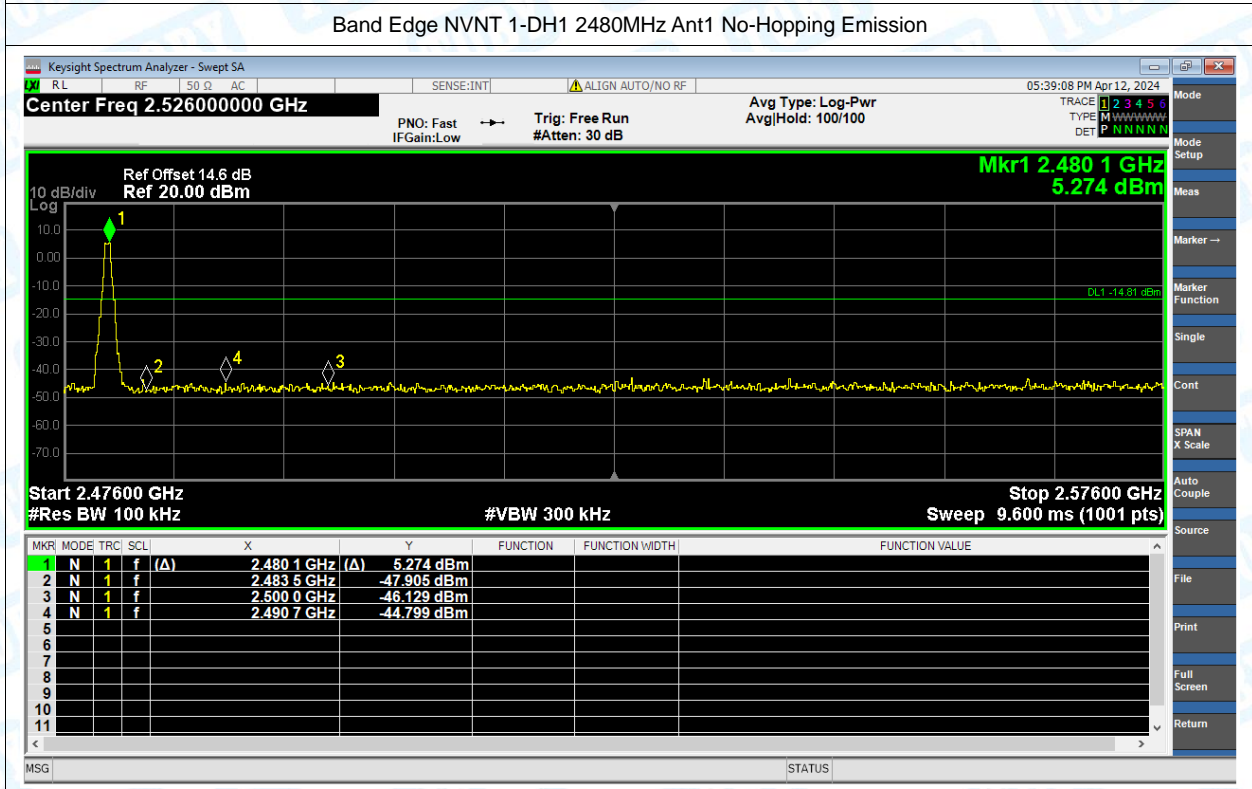 Band Edge NVNT 1-DH1 2480MHz Ant1 No-Hopping Emission
Keysight Spectrum Analyzer - Swept SA
LXI RL RF 50 Ω AC SENSE:INT ALIGN AUTO/NO RF 05:39:08 PM Apr 12, 2024
Center Freq 2.526000000 GHz
PNO: Fast
IFGain:Low
Trig: Free Run
#Atten: 30 dB
Avg Type: Log-Pwr
Avg|Hold: 100/100
TRACE 1 2 3 4 5 6
TYPE M WWWWW
DET P N N N N N
Ref Offset 14.6 dB
10 dB/div Ref 20.00 dBm
Log
Mkr1 2.480 1 GHz
5.274 dBm
10.0
0.00
-10.0
-20.0
-30.0
-40.0
-50.0
-60.0
-70.0
1
2
4
3
DL1 -14.81 dBm
Start 2.47600 GHz Stop 2.57600 GHz
#Res BW 100 kHz #VBW 300 kHz Sweep 9.600 ms (1001 pts)
MKR MODE TRC SCL X Y FUNCTION FUNCTION WIDTH FUNCTION VALUE
1 N 1 f (Δ) 2.480 1 GHz (Δ) 5.274 dBm
2 N 1 f 2.483 5 GHz -47.905 dBm
3 N 1 f 2.500 0 GHz -46.129 dBm
4 N 1 f 2.490 7 GHz -44.799 dBm
5
6
7
8
9
10
11
MSG STATUS
Mode
Mode Setup
Meas
Marker →
Marker Function
Single
Cont
SPAN X Scale
Auto Couple
Source
File
Print
Full Screen
Return